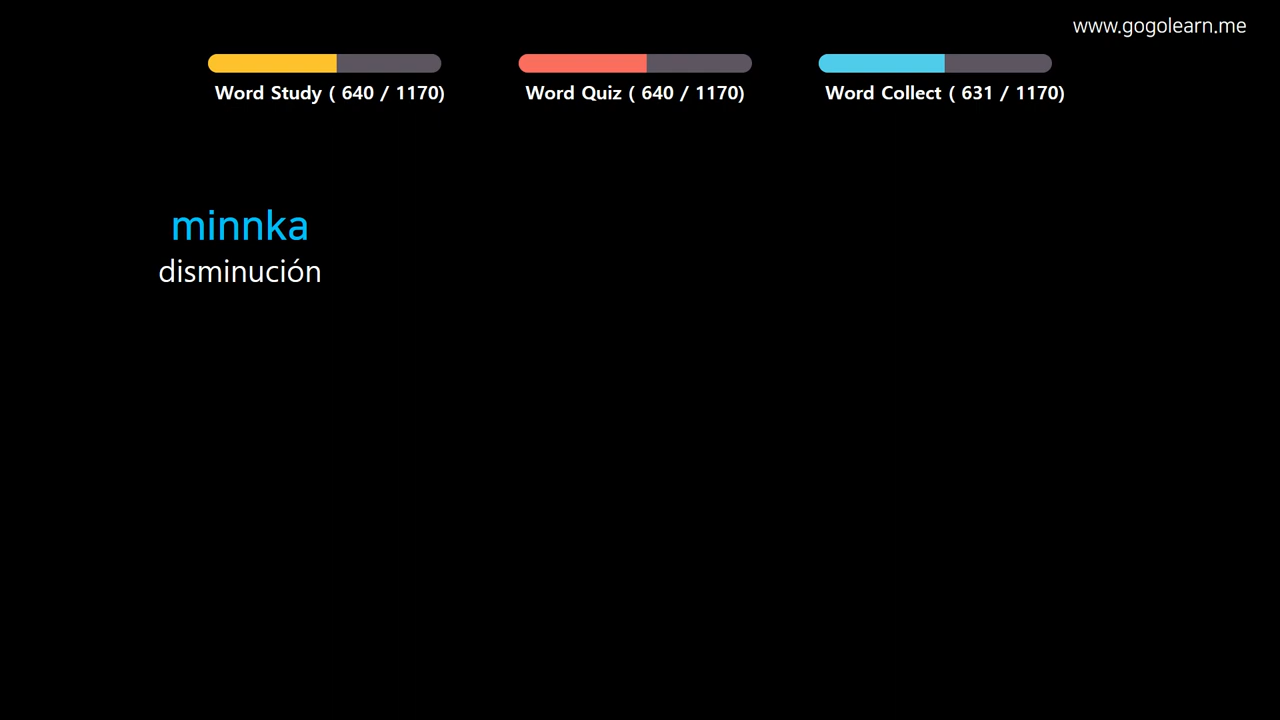 www.gogolearn.me
Word Study ( 640 / 1170)
Word Quiz ( 640 / 1170)
Word Collect ( 631 / 1170)
minnka
disminución